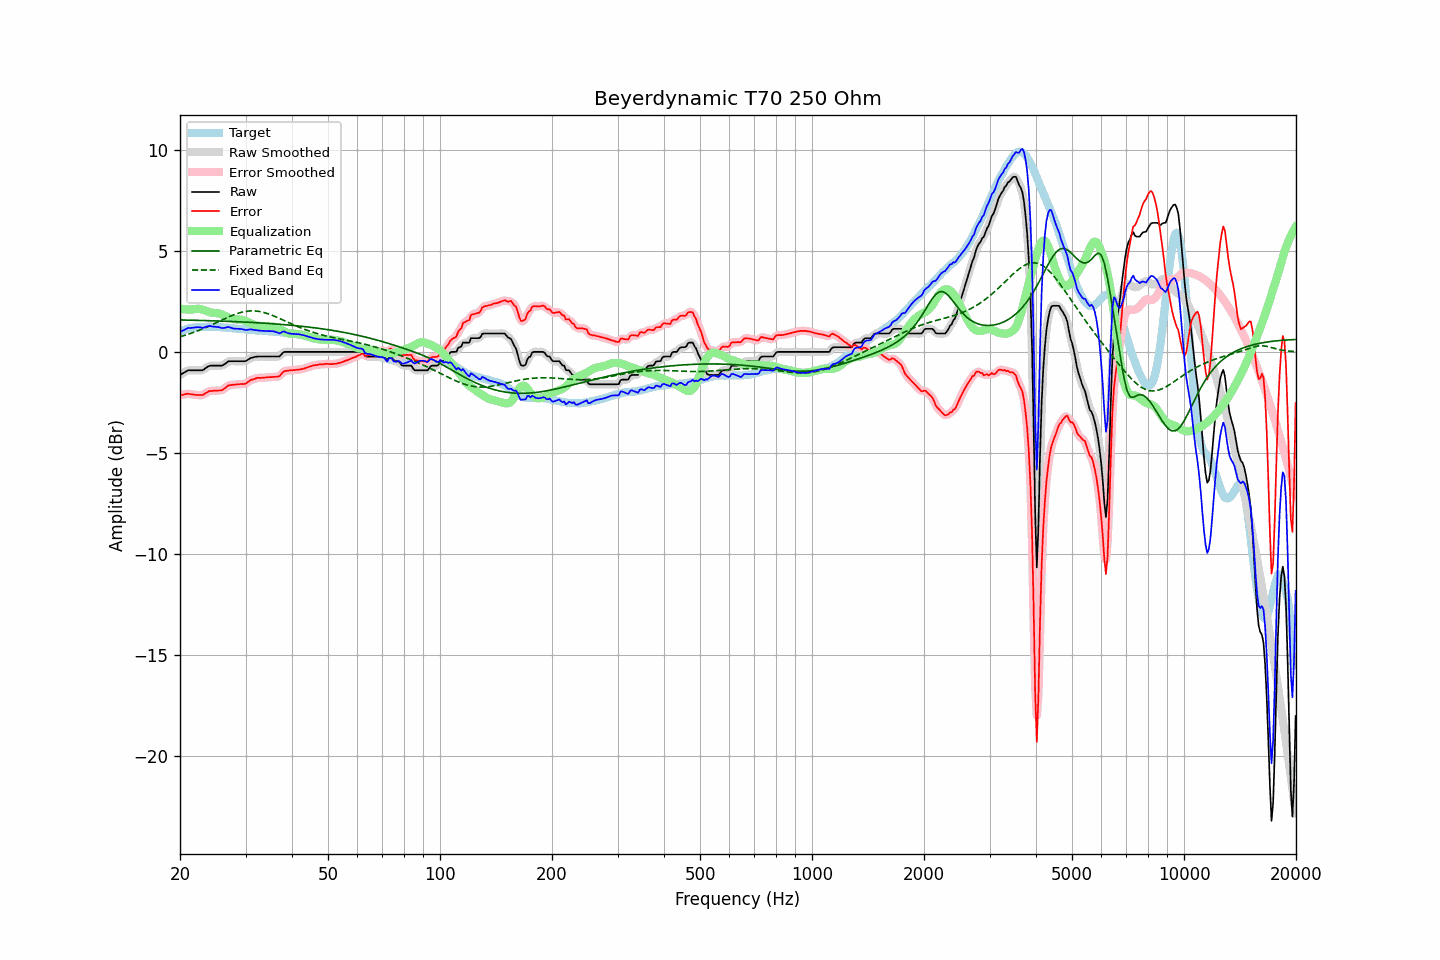 Beyerdynamic T70 250 Ohm
Target
Raw Smoothed
Error Smoothed
Raw
Error
Equalization
Parametric Eq
Fixed Band Eq
Equalized
Amplitude (dBr)
10
5
0
−5
−10
−15
−20
20 50 100 200 500 1000 2000 5000 10000 20000
Frequency (Hz)